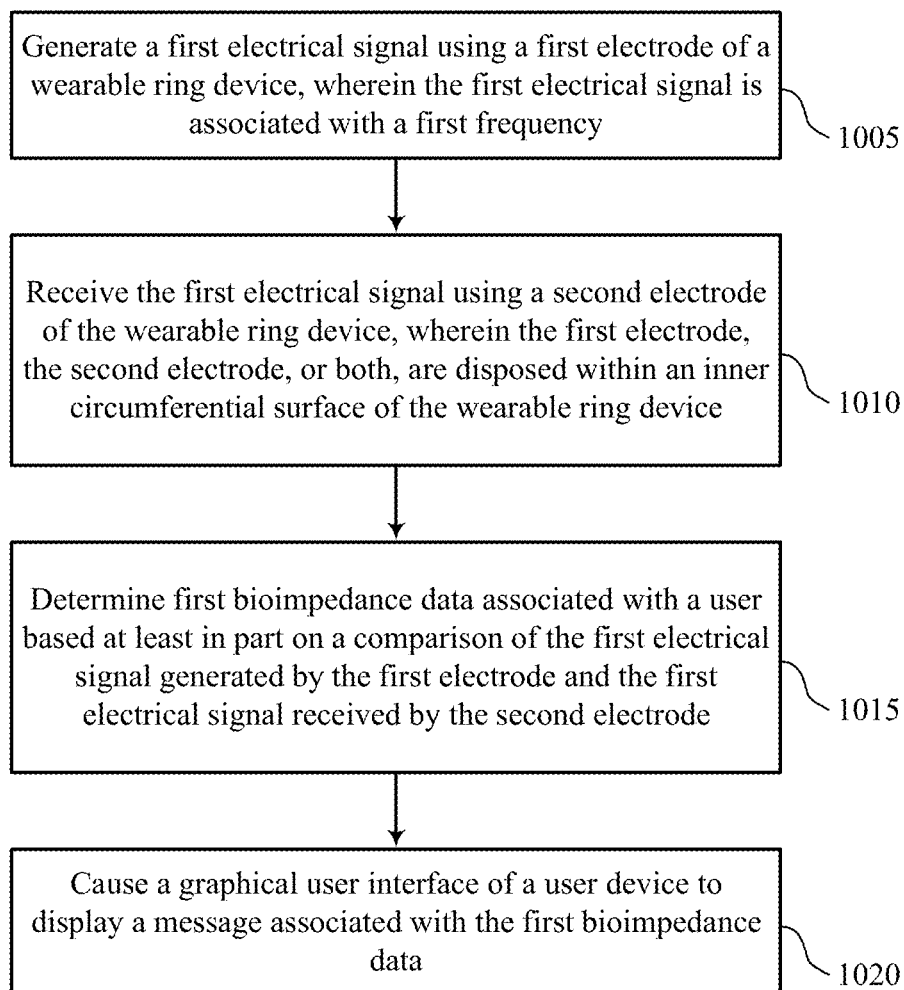 Generate a first electrical signal using a first electrode of a
wearable ring device, wherein the first electrical signal is
associated with a first frequency
1005
Receive the first electrical signal using a second electrode
of the wearable ring device, wherein the first electrode,
the second electrode, or both, are disposed within an inner
circumferential surface of the wearable ring device
1010
Determine first bioimpedance data associated with a user
based at least in part on a comparison of the first electrical
signal generated by the first electrode and the first
electrical signal received by the second electrode
1015
Cause a graphical user interface of a user device to
display a message associated with the first bioimpedance
data
1020